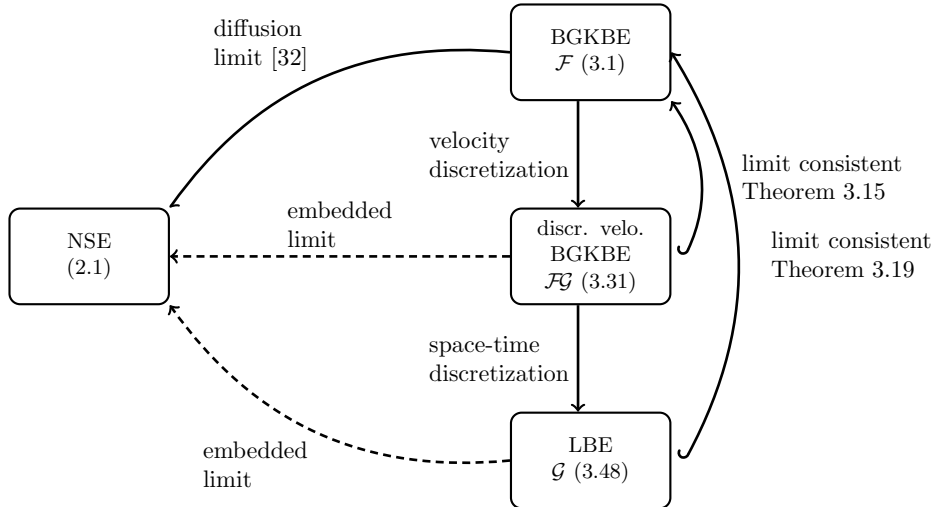 diffusion
limit [32]
BGKBE
ℱ (3.1)
velocity
discretization
limit consistent
Theorem 3.15
embedded
limit
NSE
(2.1)
discr. velo.
BGKBE
ℱ𝒢 (3.31)
limit consistent
Theorem 3.19
space-time
discretization
embedded
limit
LBE
𝒢 (3.48)